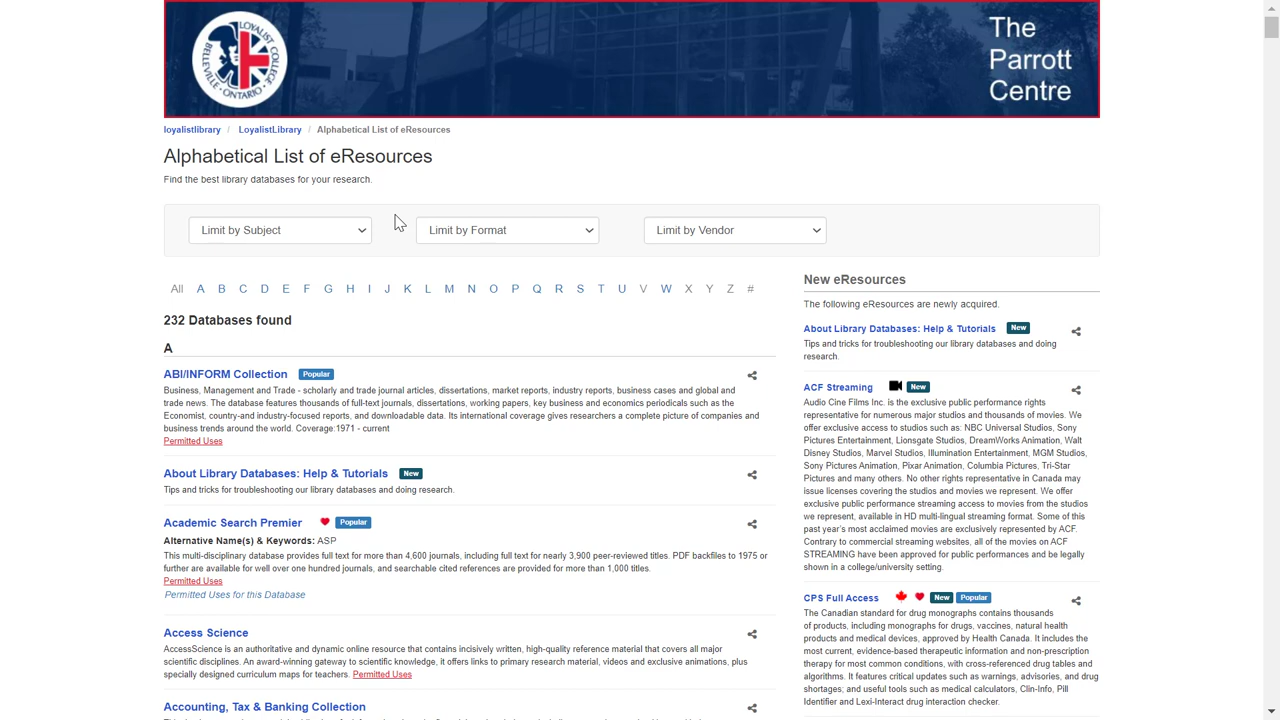 LOYALIST COLLEGE
BELLEVILLE ONTARIO
The
Parrott
Centre
loyalistlibrary / LoyalistLibrary / Alphabetical List of eResources
Alphabetical List of eResources
Find the best library databases for your research.
Limit by Subject Limit by Format Limit by Vendor
All A B C D E F G H I J K L M N O P Q R S T U V W X Y Z #
232 Databases found
A
ABI/INFORM Collection Popular
Business, Management and Trade - scholarly and trade journal articles, dissertations, market reports, industry reports, business cases and global and
trade news. The database features thousands of full-text journals, dissertations, working papers, key business and economics periodicals such as the
Economist, country-and industry-focused reports, and downloadable data. Its international coverage gives researchers a complete picture of companies and
business trends around the world. Coverage:1971 - current
Permitted Uses
About Library Databases: Help & Tutorials New
Tips and tricks for troubleshooting our library databases and doing research.
Academic Search Premier Popular
Alternative Name(s) & Keywords: ASP
This multi-disciplinary database provides full text for more than 4,600 journals, including full text for nearly 3,900 peer-reviewed titles. PDF backfiles to 1975 or
further are available for well over one hundred journals, and searchable cited references are provided for more than 1,000 titles.
Permitted Uses
Permitted Uses for this Database
Access Science
AccessScience is an authoritative and dynamic online resource that contains incisively written, high-quality reference material that covers all major
scientific disciplines. An award-winning gateway to scientific knowledge, it offers links to primary research material, videos and exclusive animations, plus
specially designed curriculum maps for teachers. Permitted Uses
Accounting, Tax & Banking Collection
New eResources
The following eResources are newly acquired.
About Library Databases: Help & Tutorials New
Tips and tricks for troubleshooting our library databases and doing
research.
ACF Streaming New
Audio Cine Films Inc. is the exclusive public performance rights
representative for numerous major studios and thousands of movies. We
offer exclusive access to studios such as: NBC Universal Studios, Sony
Pictures Entertainment, Lionsgate Studios, DreamWorks Animation, Walt
Disney Studios, Marvel Studios, Illumination Entertainment, MGM Studios,
Sony Pictures Animation, Pixar Animation, Columbia Pictures, Tri-Star
Pictures and many others. No other rights representative in Canada may
issue licenses covering the studios and movies we represent. We offer
exclusive public performance streaming access to movies from the studios
we represent, available in HD multi-lingual streaming format. Some of this
past year's most acclaimed movies are exclusively represented by ACF.
Contrary to commercial streaming websites, all of the movies on ACF
STREAMING have been approved for public performances and be legally
shown in a college/university setting.
CPS Full Access New Popular
The Canadian standard for drug monographs contains thousands
of products, including monographs for drugs, vaccines, natural health
products and medical devices, approved by Health Canada. It includes the
most current, evidence-based therapeutic information and non-prescription
therapy for most common conditions, with cross-referenced drug tables and
algorithms. It features critical updates such as warnings, advisories, and drug
shortages; and useful tools such as medical calculators, Clin-Info, Pill
Identifier and Lexi-Interact drug interaction checker.